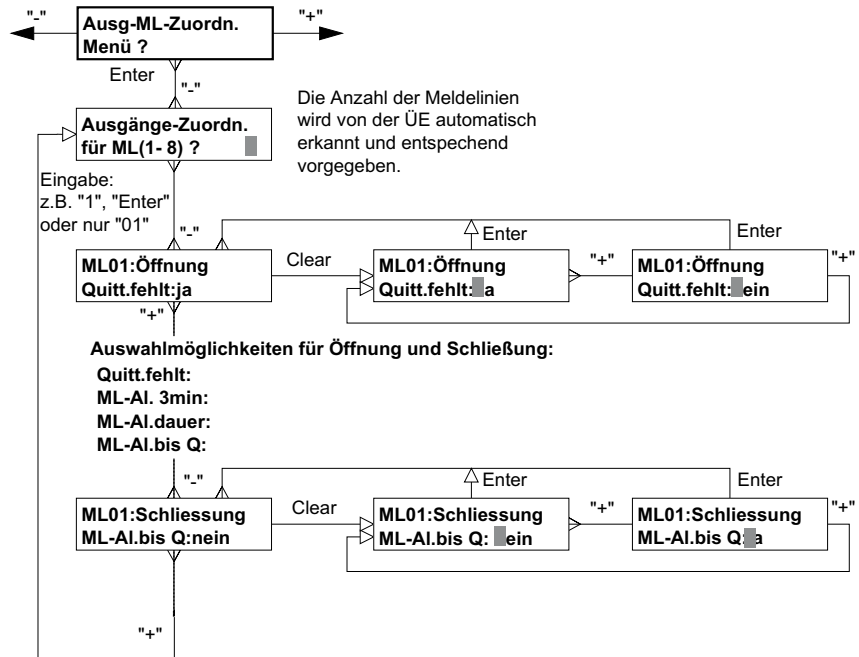 "-"
Ausg-ML-Zuordn.
Menü ?
"+"
Enter
"-"
Ausgänge-Zuordn.
für ML(1- 8) ?
Die Anzahl der Meldelinien
wird von der ÜE automatisch
erkannt und entspechend
vorgegeben.
Eingabe:
z.B. "1", "Enter"
oder nur "01"
"-"
ML01:Öffnung
Quitt.fehlt:ja
Clear
Enter
ML01:Öffnung
Quitt.fehlt: a
"+"
Enter
ML01:Öffnung
Quitt.fehlt: ein
"+"
"+"
Auswahlmöglichkeiten für Öffnung und Schließung:
Quitt.fehlt:
ML-Al. 3min:
ML-Al.dauer:
ML-Al.bis Q:
"-"
ML01:Schliessung
ML-Al.bis Q:nein
Clear
Enter
ML01:Schliessung
ML-Al.bis Q: ein
"+"
Enter
ML01:Schliessung
ML-Al.bis Q: a
"+"
"+"